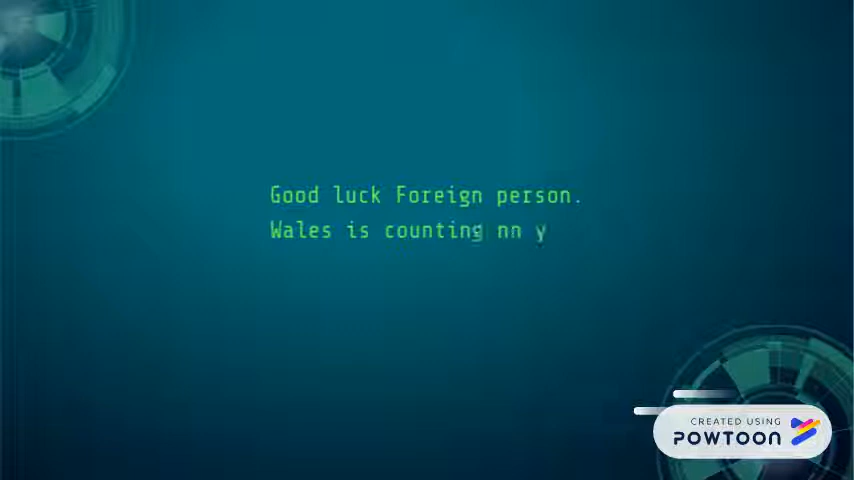 Good luck Foreign person.
Wales is counting nn y
CREATED USING
POWTOON